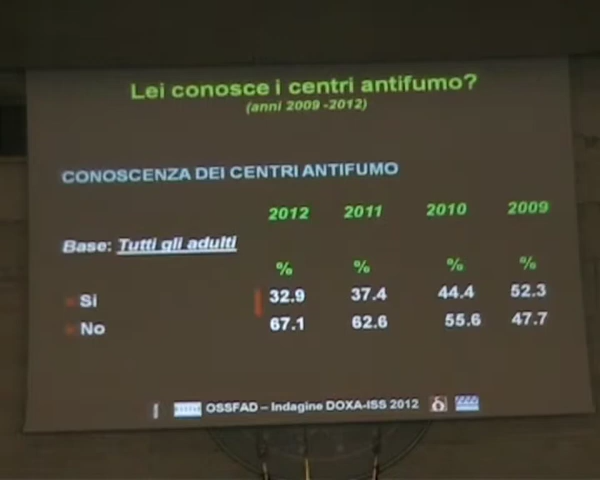 Lei conosce i centri antifumo?
(anni 2009 -2012)
CONOSCENZA DEI CENTRI ANTIFUMO
2012 2011 2010 2009
Base: Tutti gli adulti
% % % %
Si 32.9 37.4 44.4 52.3
No 67.1 62.6 55.6 47.7
OSSFAD – Indagine DOXA-ISS 2012